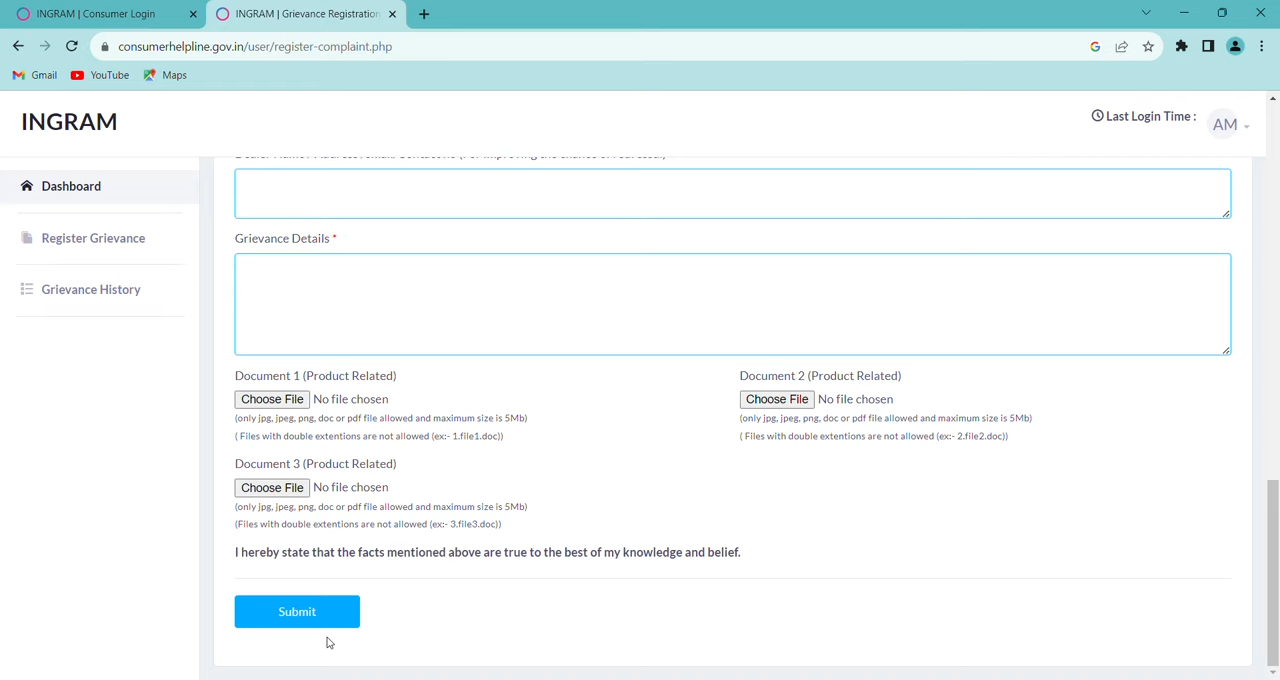 INGRAM | Consumer Login
INGRAM | Grievance Registration
consumerhelpline.gov.in/user/register-complaint.php
Gmail
YouTube
Maps
INGRAM
Last Login Time :
AM
Dashboard
Register Grievance
Grievance History
Grievance Details *
Document 1 (Product Related)
Document 2 (Product Related)
Choose File No file chosen
Choose File No file chosen
(only jpg, jpeg, png, doc or pdf file allowed and maximum size is 5Mb)
(only jpg, jpeg, png, doc or pdf file allowed and maximum size is 5Mb)
( Files with double extentions are not allowed (ex:- 1.file1.doc))
( Files with double extentions are not allowed (ex:- 2.file2.doc))
Document 3 (Product Related)
Choose File No file chosen
(only jpg, jpeg, png, doc or pdf file allowed and maximum size is 5Mb)
(Files with double extentions are not allowed (ex:- 3.file3.doc))
I hereby state that the facts mentioned above are true to the best of my knowledge and belief.
Submit